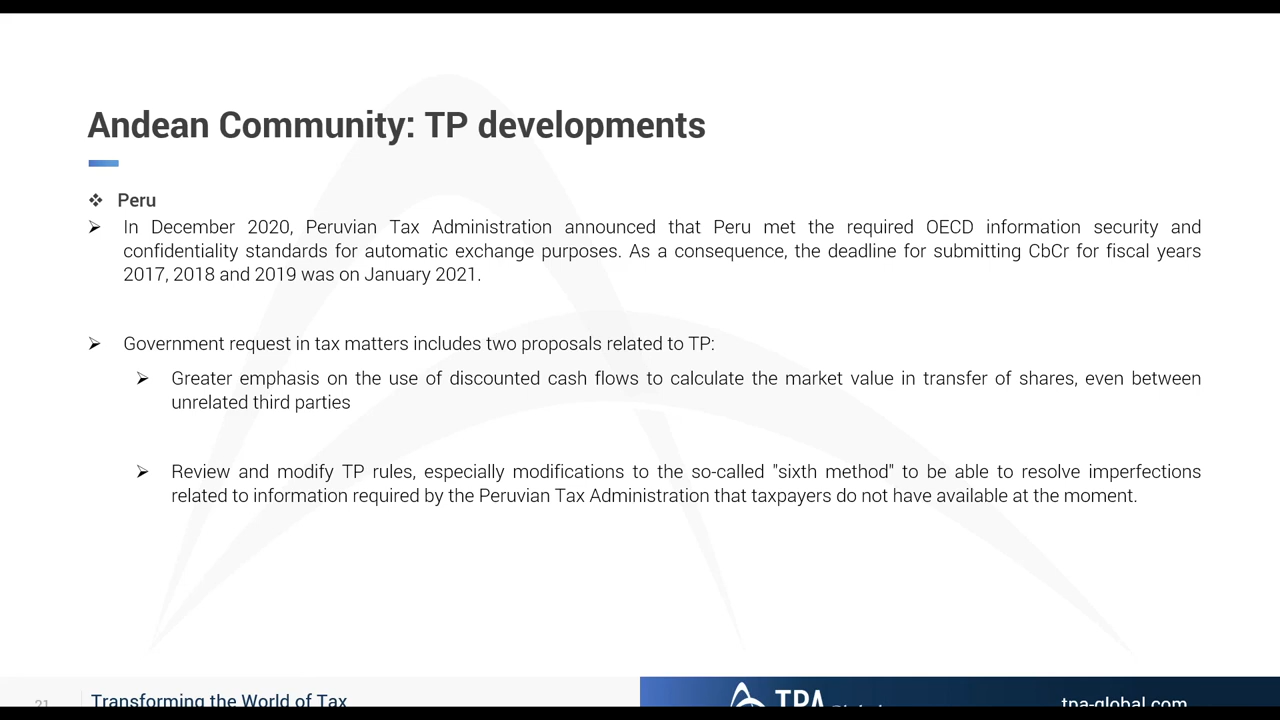 Andean Community: TP developments
❖ Peru
➢ In December 2020, Peruvian Tax Administration announced that Peru met the required OECD information security and
confidentiality standards for automatic exchange purposes. As a consequence, the deadline for submitting CbCr for fiscal years
2017, 2018 and 2019 was on January 2021.
➢ Government request in tax matters includes two proposals related to TP:
➢ Greater emphasis on the use of discounted cash flows to calculate the market value in transfer of shares, even between
unrelated third parties
➢ Review and modify TP rules, especially modifications to the so-called "sixth method" to be able to resolve imperfections
related to information required by the Peruvian Tax Administration that taxpayers do not have available at the moment.
21
Transforming the World of Tax
TPA
Global
tpa-global.com